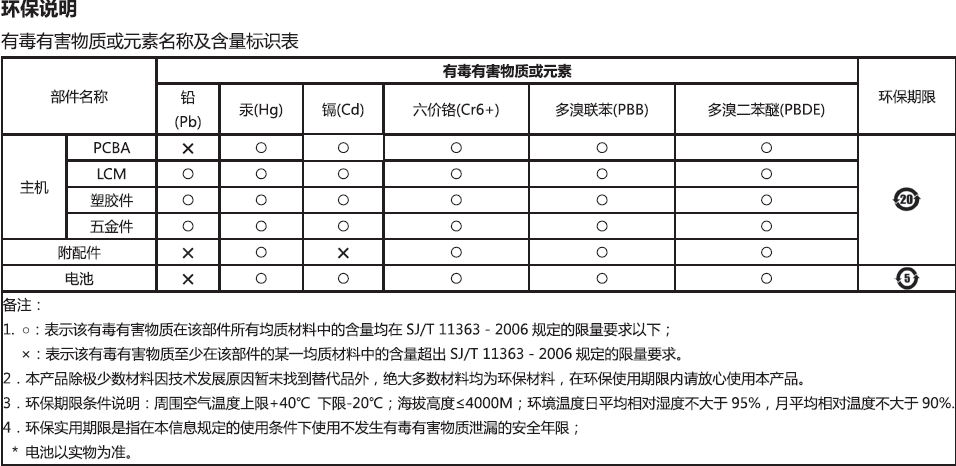 环保说明
有毒有害物质或元素名称及含量标识表
部件名称 有毒有害物质或元素 环保期限
铅(Pb) 汞(Hg) 镉(Cd) 六价铬(Cr6+) 多溴联苯(PBB) 多溴二苯醚(PBDE)
主机 PCBA × ○ ○ ○ ○ ○ 20
LCM ○ ○ ○ ○ ○ ○
塑胶件 ○ ○ ○ ○ ○ ○
五金件 ○ ○ ○ ○ ○ ○
附配件 × ○ × ○ ○ ○
电池 × ○ ○ ○ ○ ○ 5
备注：
1. ○：表示该有毒有害物质在该部件所有均质材料中的含量均在 SJ/T 11363－2006 规定的限量要求以下；
×：表示该有毒有害物质至少在该部件的某一均质材料中的含量超出 SJ/T 11363－2006 规定的限量要求。
2．本产品除极少数材料因技术发展原因暂未找到替代品外，绝大多数材料均为环保材料，在环保使用期限内请放心使用本产品。
3．环保期限条件说明：周围空气温度上限+40℃ 下限-20℃；海拔高度≤4000M；环境温度日平均相对湿度不大于 95%，月平均相对温度不大于 90%.
4．环保实用期限是指在本信息规定的使用条件下使用不发生有毒有害物质泄漏的安全年限；
* 电池以实物为准。